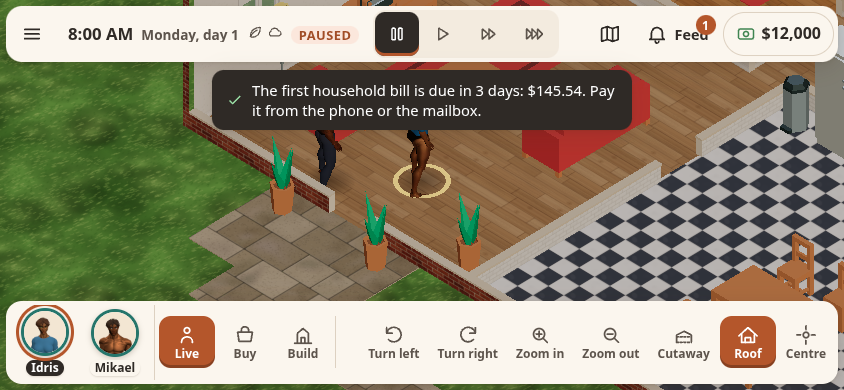 8:00 AM Monday, day 1 PAUSED Feed 1 $12,000
The first household bill is due in 3 days: $145.54. Pay
it from the phone or the mailbox.
Idris Mikael Live Buy Build Turn left Turn right Zoom in Zoom out Cutaway Roof Centre